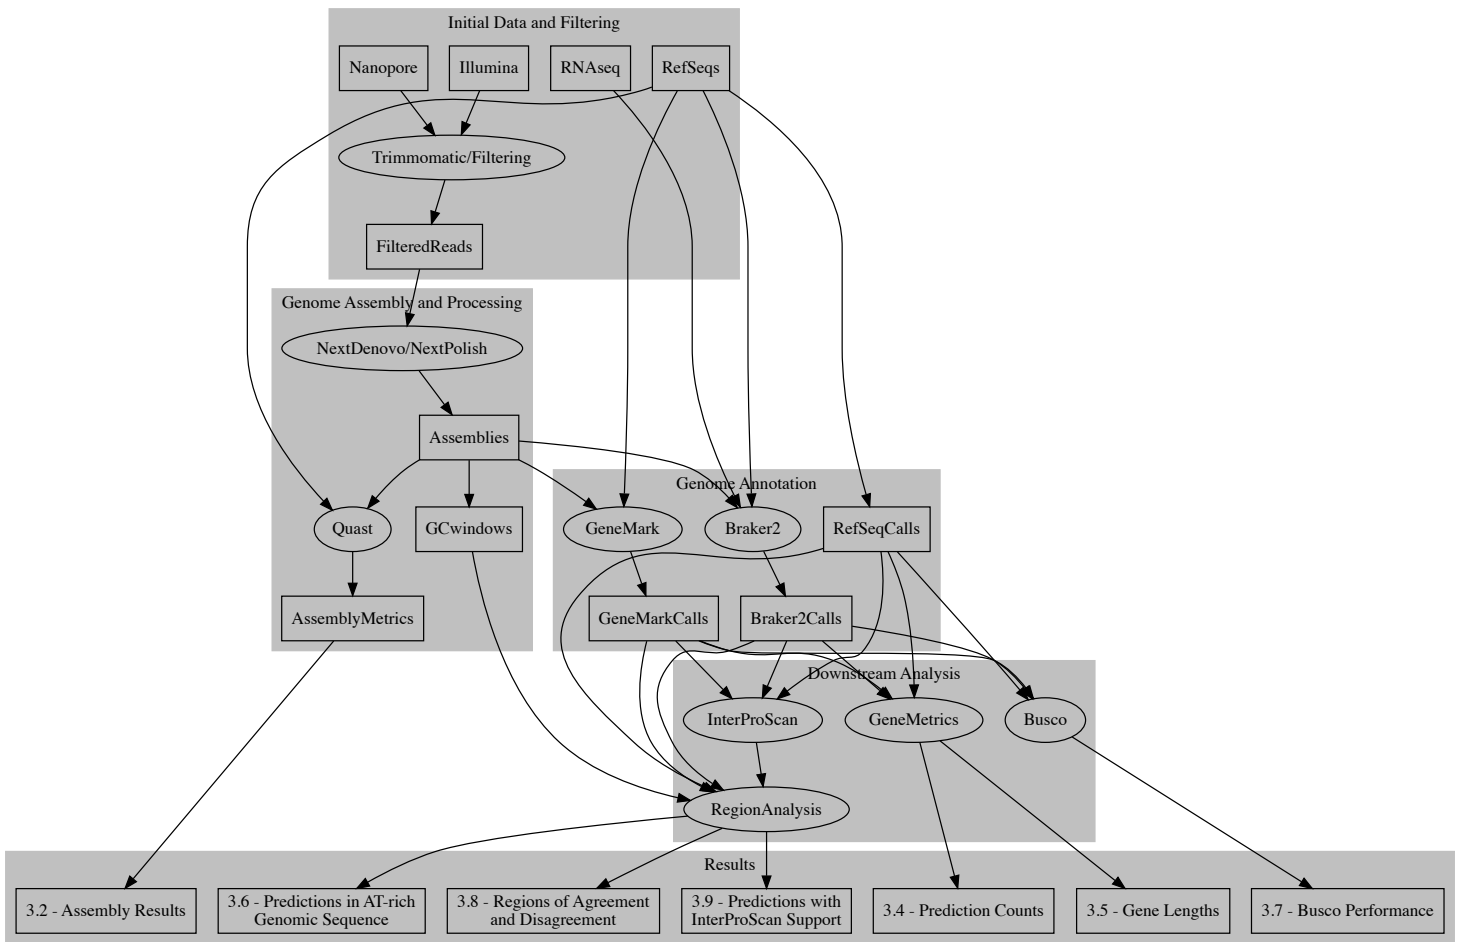 Initial Data and Filtering
Nanopore
Illumina
RNAseq
RefSeqs
Trimmomatic/Filtering
FilteredReads
Genome Assembly and Processing
NextDenovo/NextPolish
Assemblies
Genome Annotation
Quast
GCwindows
GeneMark
Braker2
RefSeqCalls
AssemblyMetrics
GeneMarkCalls
Braker2Calls
Downstream Analysis
InterProScan
GeneMetrics
Busco
RegionAnalysis
Results
3.2 - Assembly Results
3.6 - Predictions in AT-rich
Genomic Sequence
3.8 - Regions of Agreement
and Disagreement
3.9 - Predictions with
InterProScan Support
3.4 - Prediction Counts
3.5 - Gene Lengths
3.7 - Busco Performance